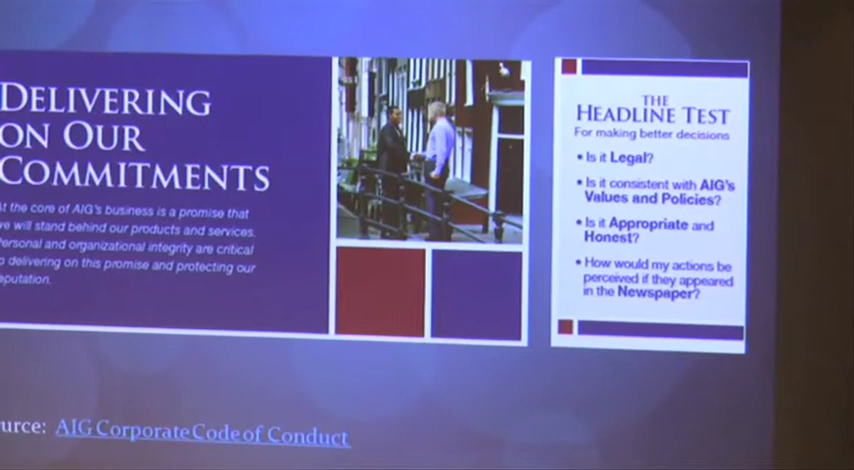 DELIVERING
ON OUR
COMMITMENTS
At the core of AIG's business is a promise that
we will stand behind our products and services.
Personal and organizational integrity are critical
to delivering on this promise and protecting our
reputation.
THE
HEADLINE TEST
For making better decisions
• Is it Legal?
• Is it consistent with AIG's
Values and Policies?
• Is it Appropriate and
Honest?
• How would my actions be
perceived if they appeared
in the Newspaper?
urce: AIG Corporate Code of Conduct